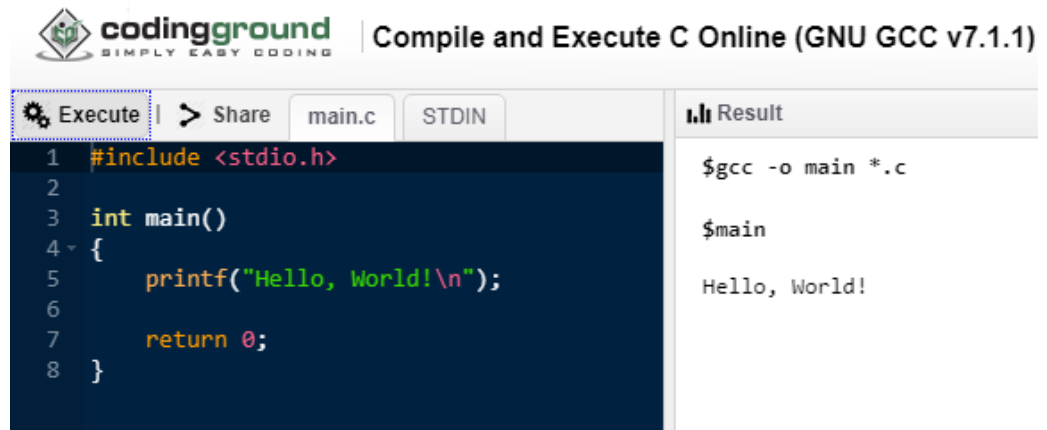 codingground
SIMPLY EASY CODING
Compile and Execute C Online (GNU GCC v7.1.1)
Execute | Share main.c STDIN
Result
1 #include <stdio.h>
2
3 int main()
4 {
5     printf("Hello, World!\n");
6
7     return 0;
8 }
$gcc -o main *.c
$main
Hello, World!